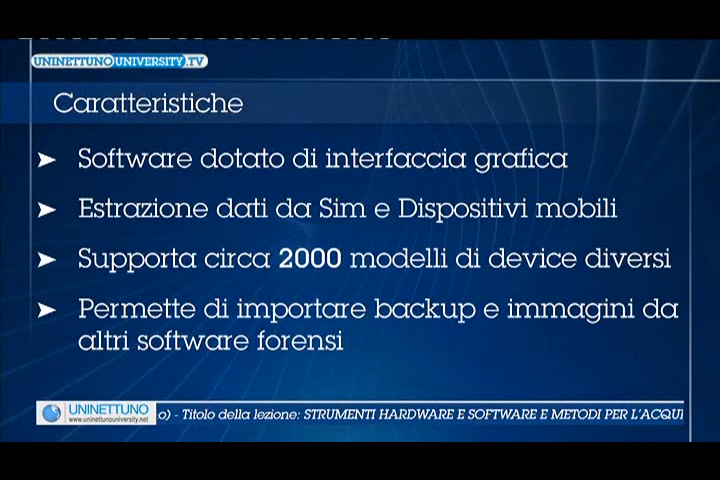 UNINETTUNOUNIVERSITY.TV
Caratteristiche
➤ Software dotato di interfaccia grafica
➤ Estrazione dati da Sim e Dispositivi mobili
➤ Supporta circa 2000 modelli di device diversi
➤ Permette di importare backup e immagini da
altri software forensi
UNINETTUNO
www.uninettunouniversity.net
o) - Titolo della lezione: STRUMENTI HARDWARE E SOFTWARE E METODI PER L'ACQUI